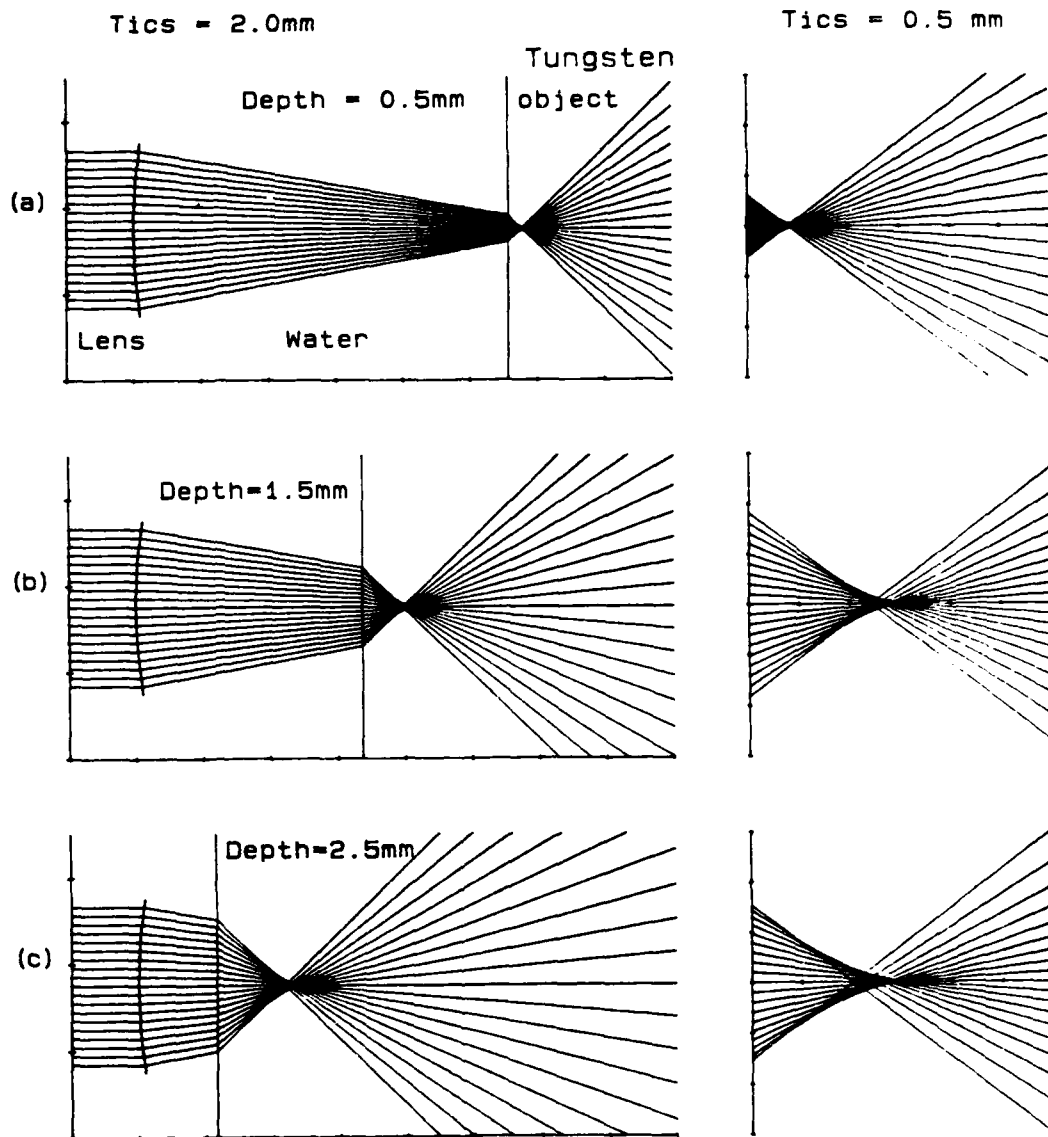 Tics = 2.0mm
Tics = 0.5 mm
Tungsten
object
Depth = 0.5mm
(a)
Lens
Water
Depth=1.5mm
(b)
Depth=2.5mm
(c)